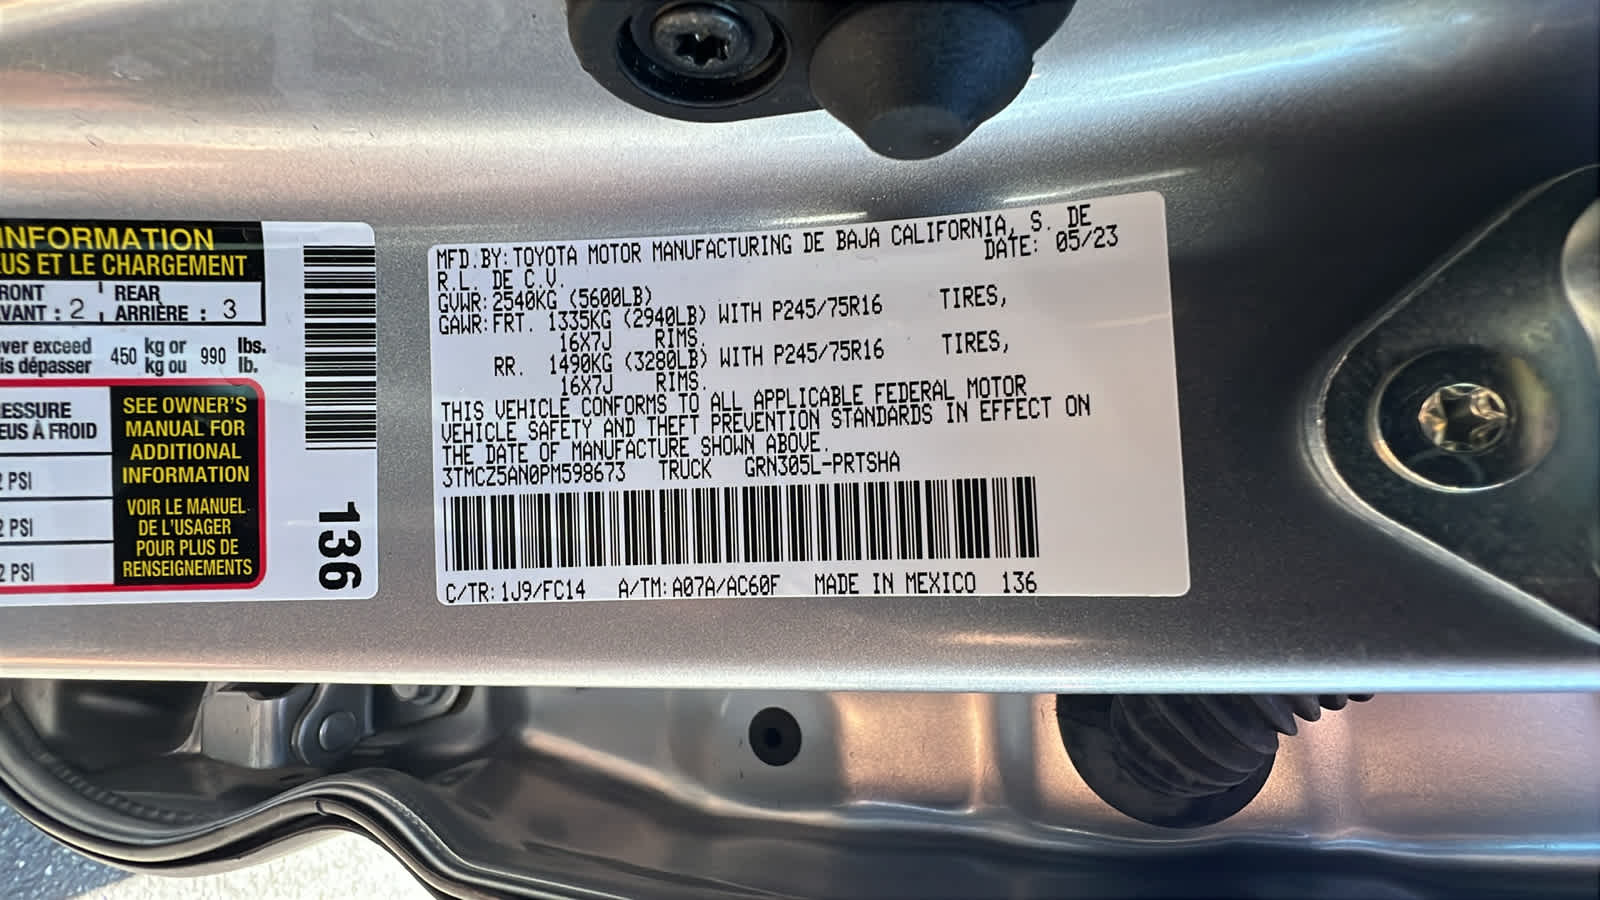 INFORMATION
EUS ET LE CHARGEMENT
RONT REAR
VANT : 2 ARRIÈRE : 3
ver exceed 450 kg or 990 lbs.
is dépasser kg ou lb.
ESSURE
EUS À FROID
2 PSI
2 PSI
2 PSI
SEE OWNER'S
MANUAL FOR
ADDITIONAL
INFORMATION
VOIR LE MANUEL
DE L'USAGER
POUR PLUS DE
RENSEIGNEMENTS
136
MFD.BY:TOYOTA MOTOR MANUFACTURING DE BAJA CALIFORNIA, S. DE
R.L. DE C.V. DATE: 05/23
GVWR:2540KG (5600LB)
GAWR:FRT. 1335KG (2940LB) WITH P245/75R16 TIRES,
16X7J RIMS.
RR. 1490KG (3280LB) WITH P245/75R16 TIRES,
16X7J RIMS.
THIS VEHICLE CONFORMS TO ALL APPLICABLE FEDERAL MOTOR
VEHICLE SAFETY AND THEFT PREVENTION STANDARDS IN EFFECT ON
THE DATE OF MANUFACTURE SHOWN ABOVE.
3TMCZ5AN0PM598673 TRUCK GRN305L-PRTSHA
C/TR:1J9/FC14 A/TM:A07A/AC60F MADE IN MEXICO 136